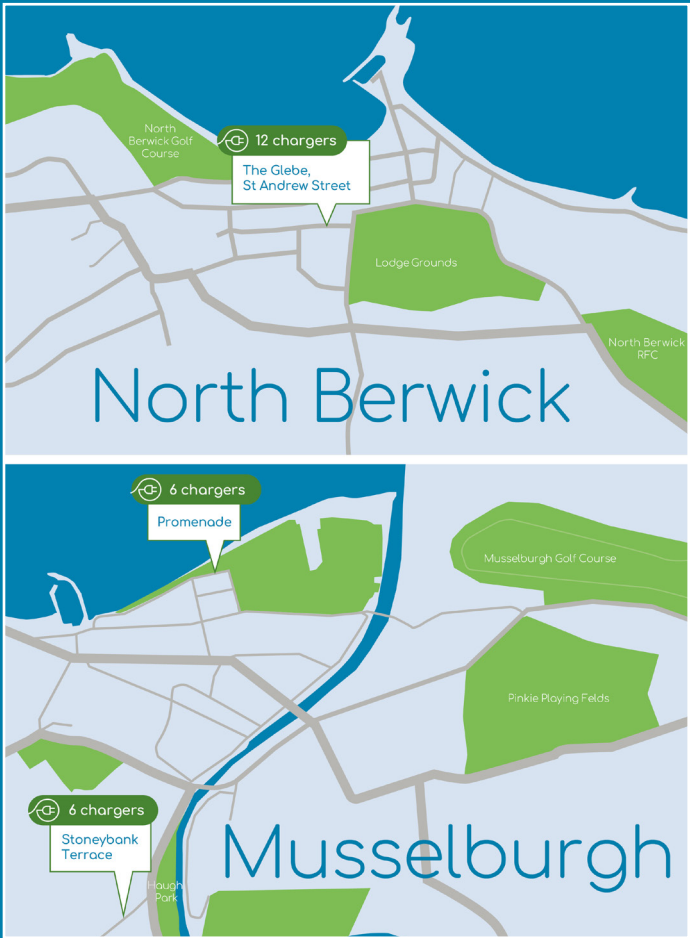 North
Berwick Golf
Course
12 chargers
The Glebe,
St Andrew Street
Lodge Grounds
North Berwick
RFC
North Berwick
6 chargers
Promenade
Musselburgh Golf Course
Pinkie Playing Felds
6 chargers
Stoneybank
Terrace
Haugh
Park
Musselburgh